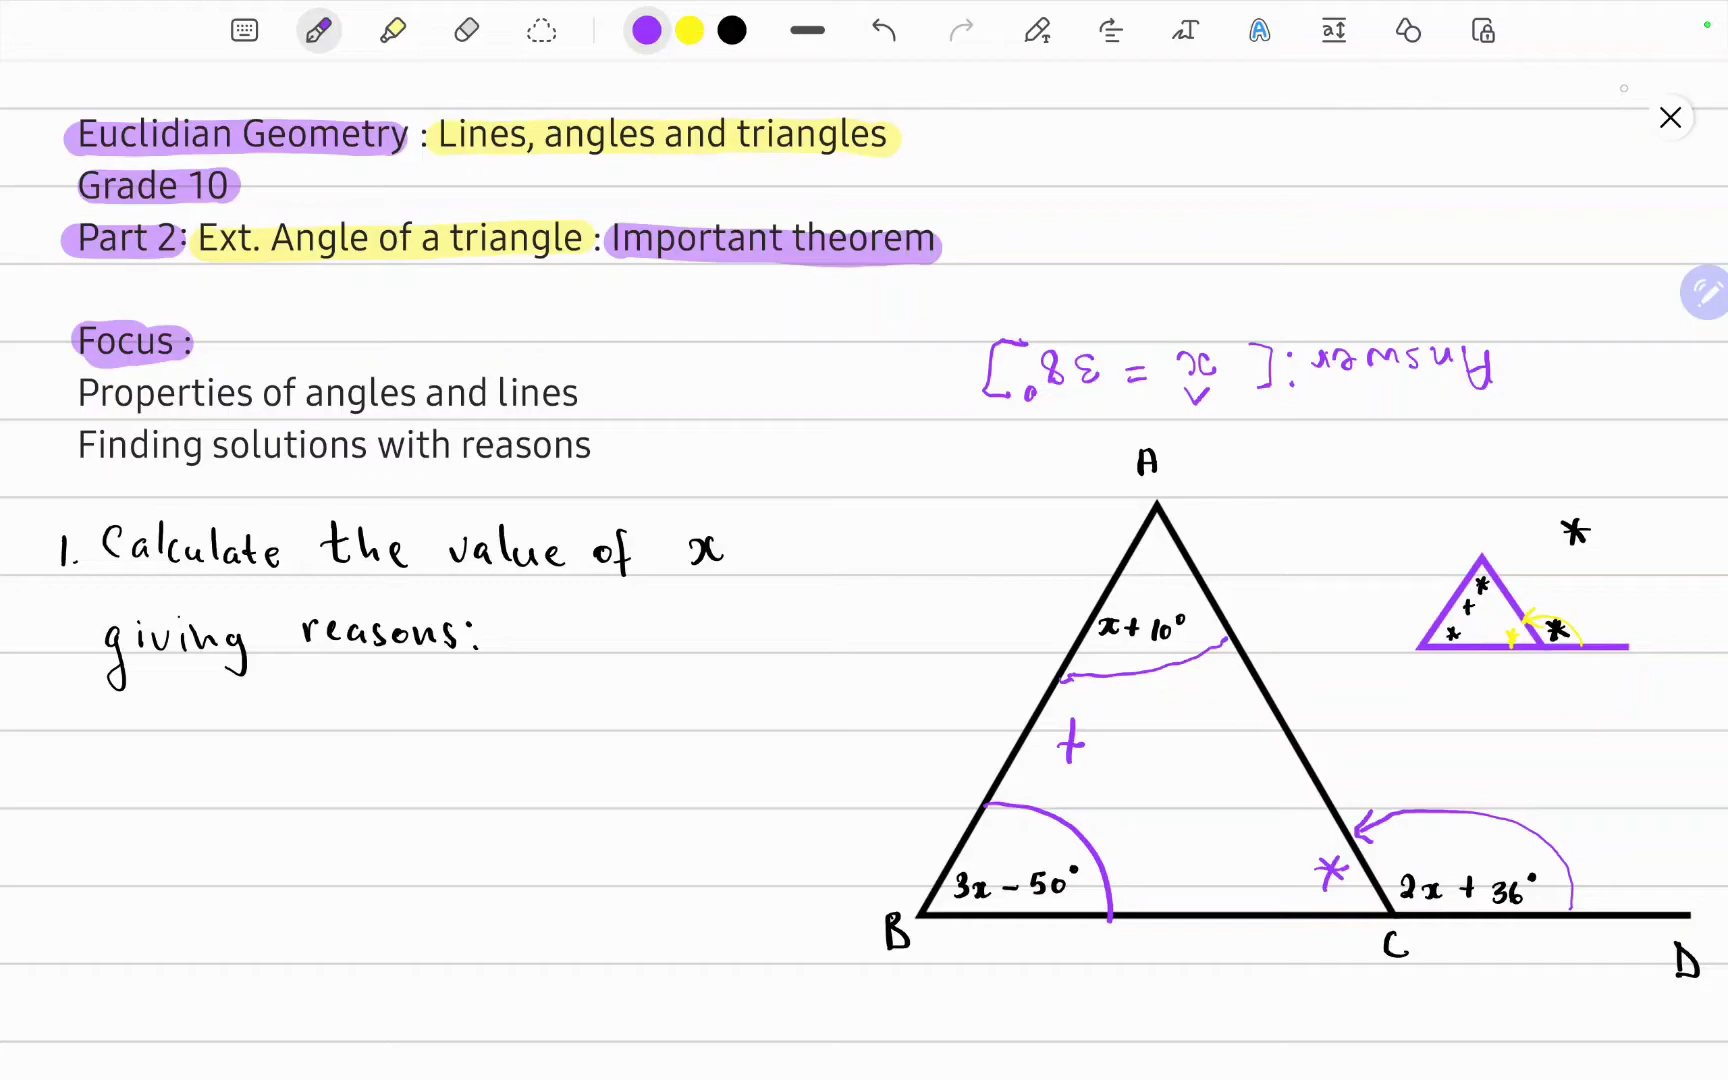 Euclidian Geometry : Lines, angles and triangles
Grade 10
Part 2: Ext. Angle of a triangle : Important theorem
Focus :
Properties of angles and lines
Finding solutions with reasons
Answer : [ x̂ = 38° ]
1. Calculate the value of x
giving reasons:
A
*
*
+
* * *
x + 10°
+
3x - 50°
* 2x + 36°
B
C
D